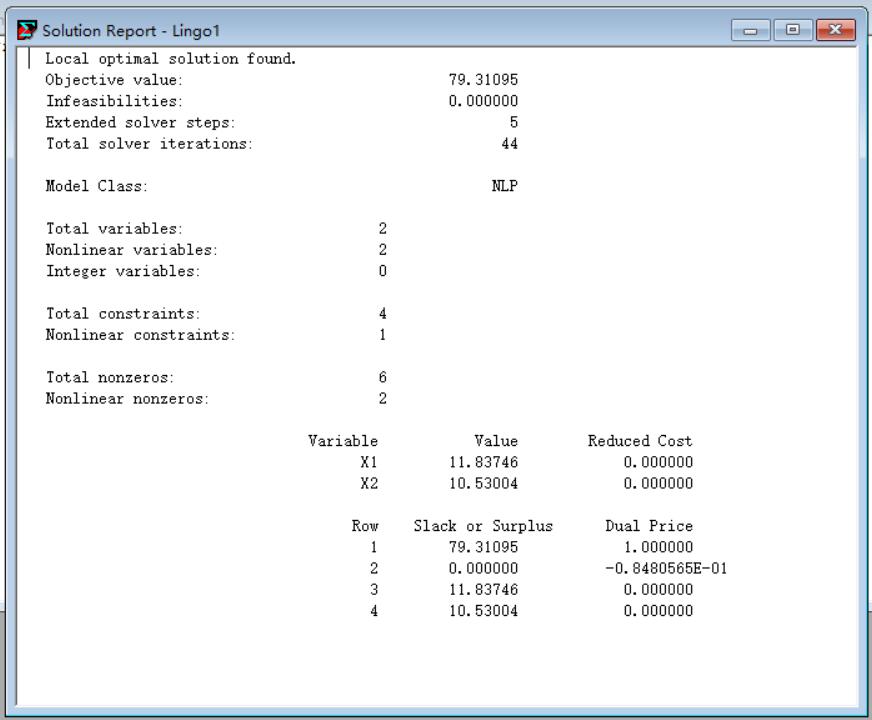 Solution Report - Lingo1
Local optimal solution found.
Objective value: 79.31095
Infeasibilities: 0.000000
Extended solver steps: 5
Total solver iterations: 44
Model Class: NLP
Total variables: 2
Nonlinear variables: 2
Integer variables: 0
Total constraints: 4
Nonlinear constraints: 1
Total nonzeros: 6
Nonlinear nonzeros: 2
Variable Value Reduced Cost
X1 11.83746 0.000000
X2 10.53004 0.000000
Row Slack or Surplus Dual Price
1 79.31095 1.000000
2 0.000000 -0.8480565E-01
3 11.83746 0.000000
4 10.53004 0.000000